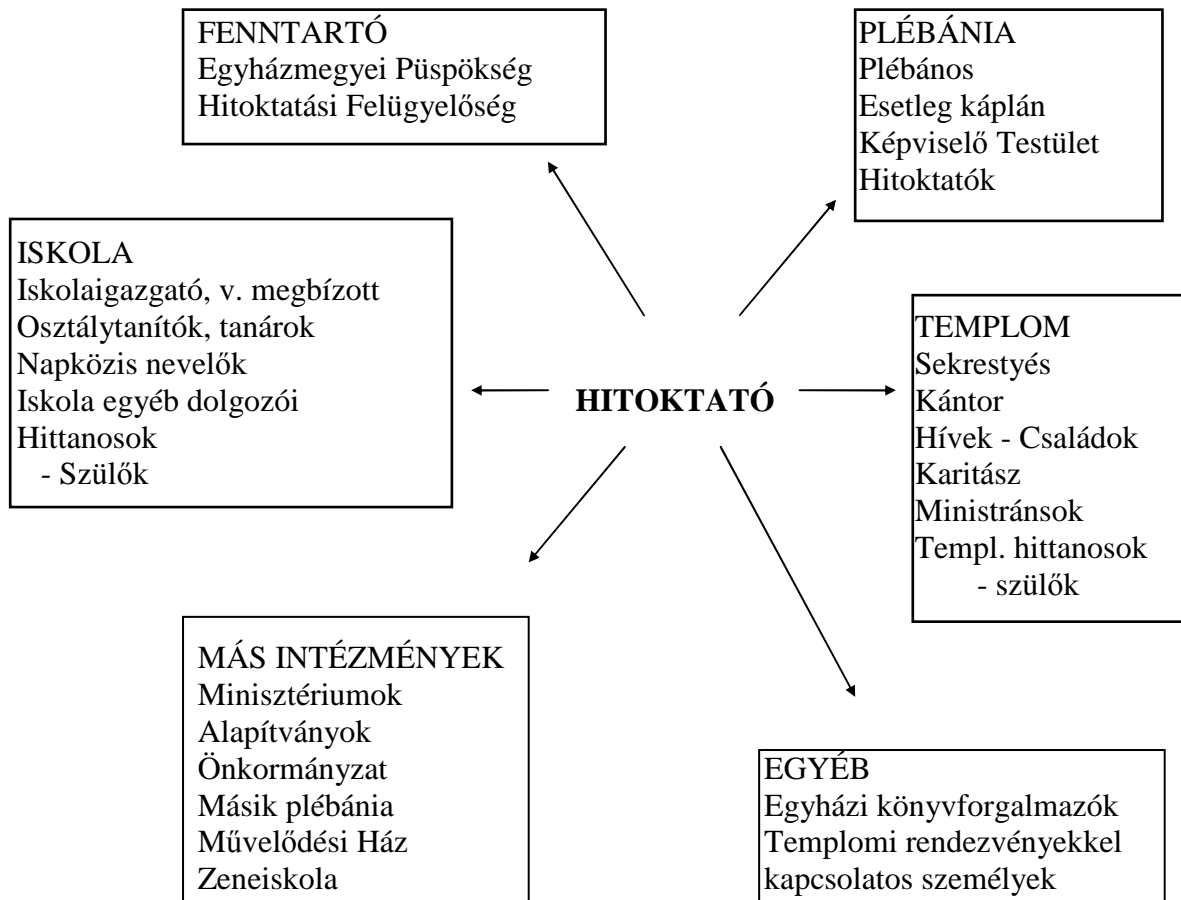 FENNTARTÓ
Egyházmegyei Püspökség
Hitoktatási Felügyelőség
PLÉBÁNIA
Plébános
Esetleg káplán
Képviselő Testület
Hitoktatók
ISKOLA
Iskolaigazgató, v. megbízott
Osztálytanítók, tanárok
Napközis nevelők
Iskola egyéb dolgozói
Hittanosok
- Szülők
HITOKTATÓ
TEMPLOM
Sekrestyés
Kántor
Hívek - Családok
Karitász
Ministránsok
Templ. hittanosok
- szülők
MÁS INTÉZMÉNYEK
Minisztériumok
Alapítványok
Önkormányzat
Másik plébánia
Művelődési Ház
Zeneiskola
EGYÉB
Egyházi könyvforgalmazók
Templomi rendezvényekkel
kapcsolatos személyek